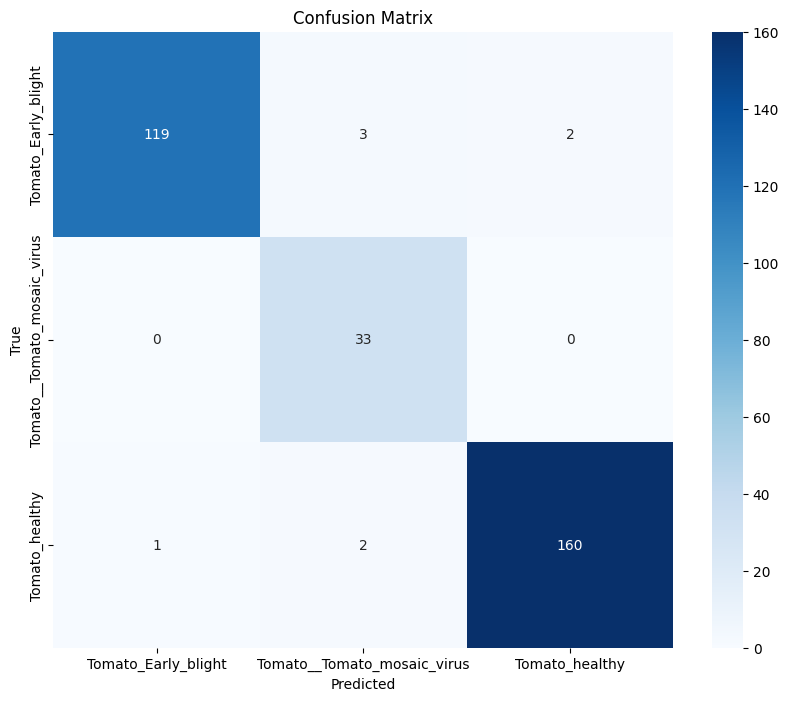 Confusion Matrix
True
Tomato_Early_blight
119
3
2
Tomato__Tomato_mosaic_virus
0
33
0
Tomato_healthy
1
2
160
Tomato_Early_blight
Tomato__Tomato_mosaic_virus
Tomato_healthy
Predicted
160
140
120
100
80
60
40
20
0